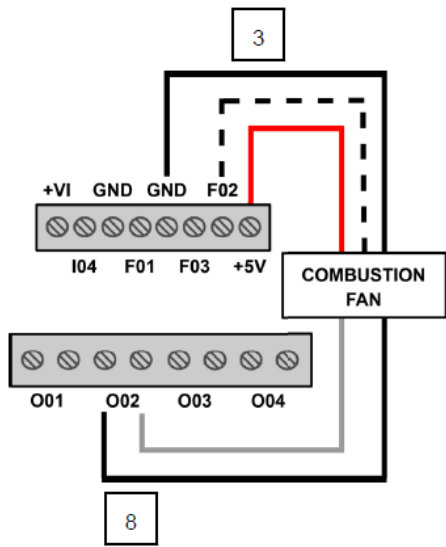 3
+VI GND GND F02
I04 F01 F03 +5V
COMBUSTION
FAN
O01 O02 O03 O04
8